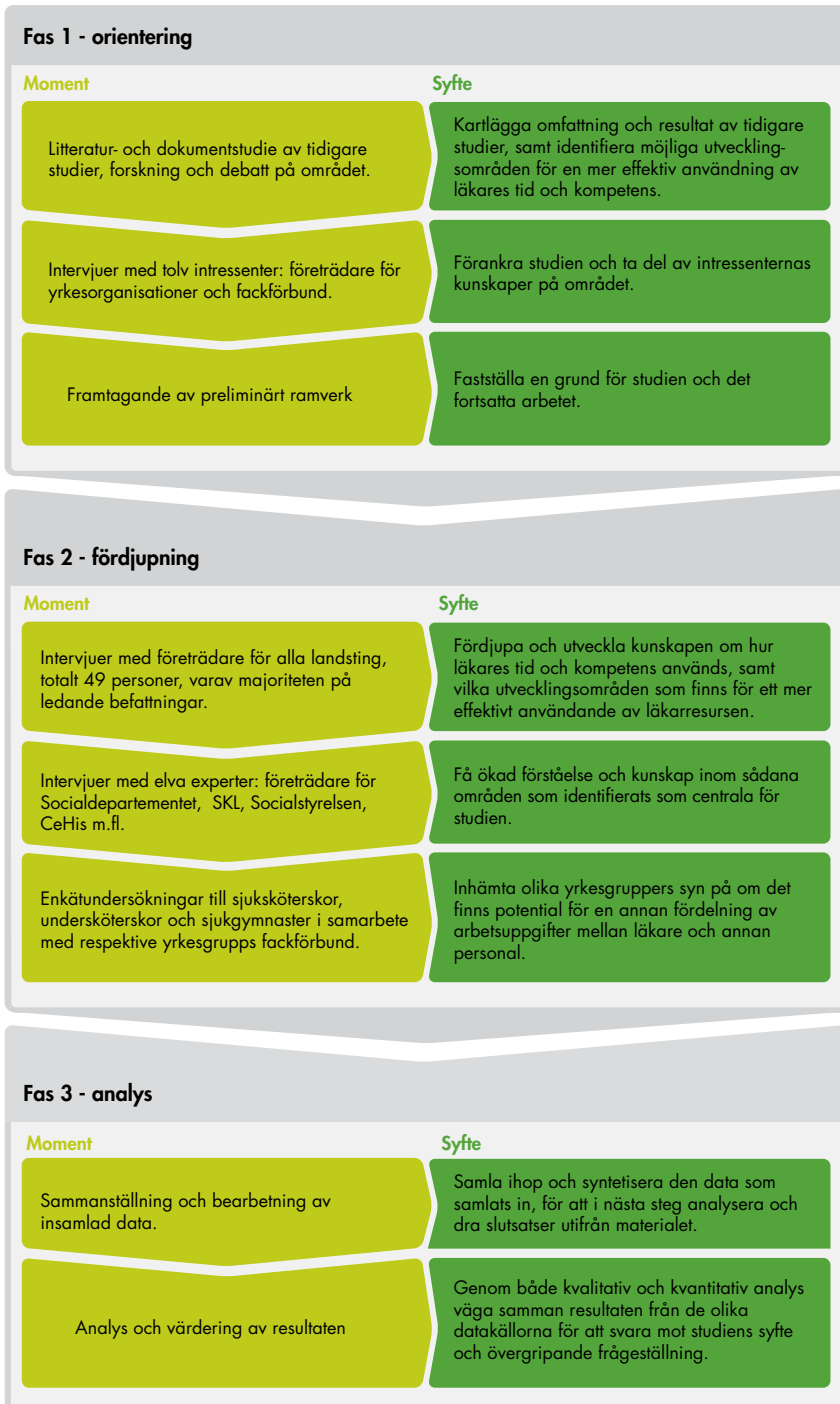 Fas 1 - orientering
Moment
Syfte
Litteratur- och dokumentstudie av tidigare
studier, forskning och debatt på området.
Kartlägga omfattning och resultat av tidigare
studier, samt identifiera möjliga utveckling-
sområden för en mer effektiv användning av
läkares tid och kompetens.
Intervjuer med tolv intressenter: företrädare för
yrkesorganisationer och fackförbund.
Förankra studien och ta del av intressenternas
kunskaper på området.
Framtagande av preliminärt ramverk
Fastställa en grund för studien och det
fortsatta arbetet.
Fas 2 - fördjupning
Moment
Syfte
Intervjuer med företrädare för alla landsting,
totalt 49 personer, varav majoriteten på
ledande befattningar.
Fördjupa och utveckla kunskapen om hur
läkares tid och kompetens används, samt
vilka utvecklingsområden som finns för ett mer
effektivt användande av läkarresursen.
Intervjuer med elva experter: företrädare för
Socialdepartementet, SKL, Socialstyrelsen,
CeHis m.fl.
Få ökad förståelse och kunskap inom sådana
områden som identifierats som centrala för
studien.
Enkätundersökningar till sjuksköterskor,
undersköterskor och sjukgymnaster i samarbete
med respektive yrkesgrupps fackförbund.
Inhämta olika yrkesgruppers syn på om det
finns potential för en annan fördelning av
arbetsuppgifter mellan läkare och annan
personal.
Fas 3 - analys
Moment
Syfte
Sammanställning och bearbetning av
insamlad data.
Samla ihop och syntetisera den data som
samlats in, för att i nästa steg analysera och
dra slutsatser utifrån materialet.
Analys och värdering av resultaten
Genom både kvalitativ och kvantitativ analys
väga samman resultaten från de olika
datakällorna för att svara mot studiens syfte
och övergripande frågeställning.